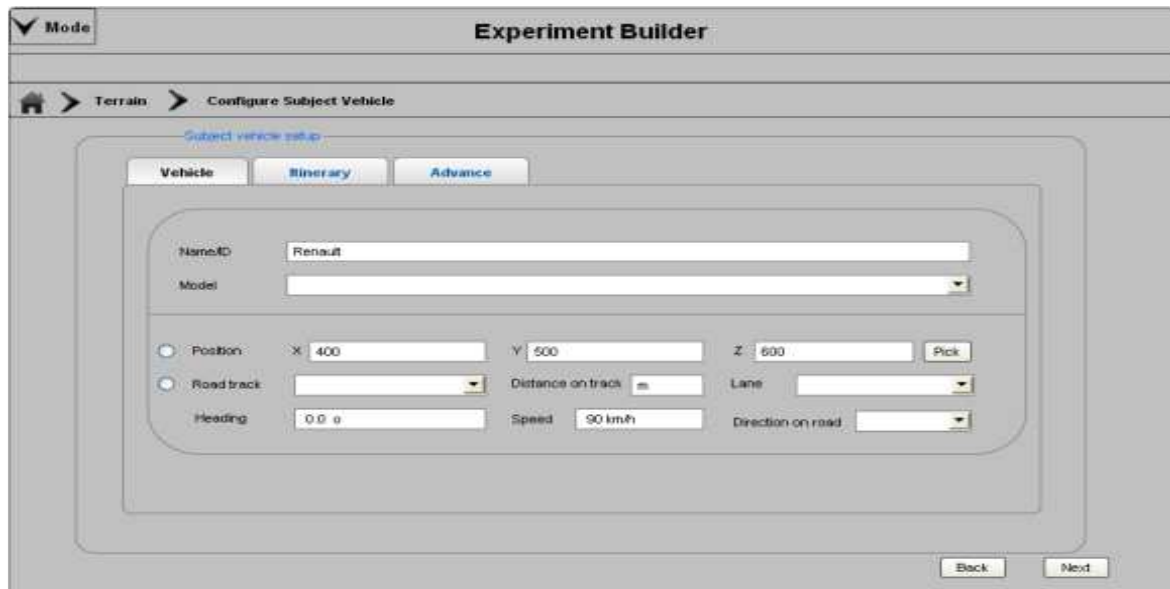 Mode
Experiment Builder
Terrain Configure Subject Vehicle
Subject vehicle setup
Vehicle Itinerary Advance
Name/ID Renault
Model
Position X 400 Y 500 Z 600 Pick
Road track Distance on track m Lane
Heading 0.0 o Speed 90 km/h Direction on road
Back Next